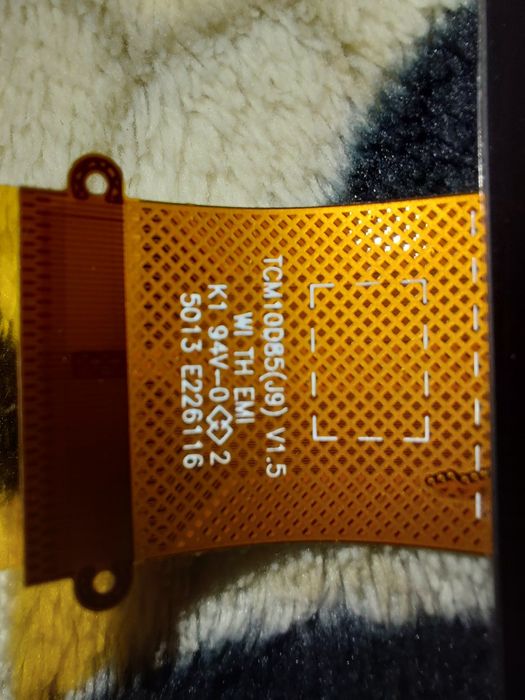 TCM10D85(J9) V1.5
WI TH EMI
K1 94V-0 2
5013 E226116